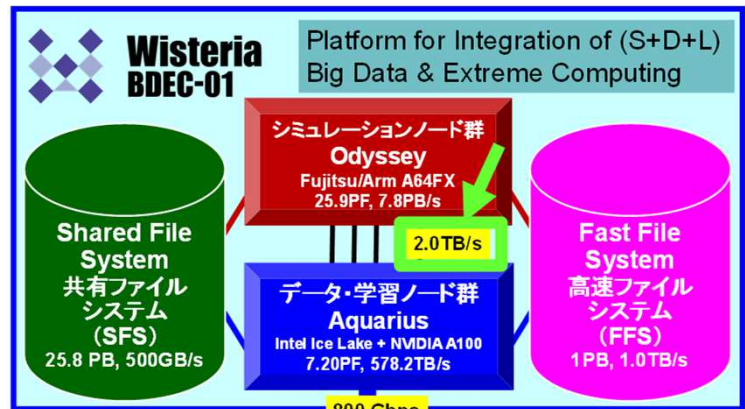 Wisteria
BDEC-01
Platform for Integration of (S+D+L)
Big Data & Extreme Computing
シミュレーションノード群
Odyssey
Fujitsu/Arm A64FX
25.9PF, 7.8PB/s
2.0TB/s
Shared File
System
共有ファイル
システム
(SFS)
25.8 PB, 500GB/s
データ・学習ノード群
Aquarius
Intel Ice Lake + NVIDIA A100
7.20PF, 578.2TB/s
Fast File
System
高速ファイル
システム
(FFS)
1PB, 1.0TB/s
800 Gbps